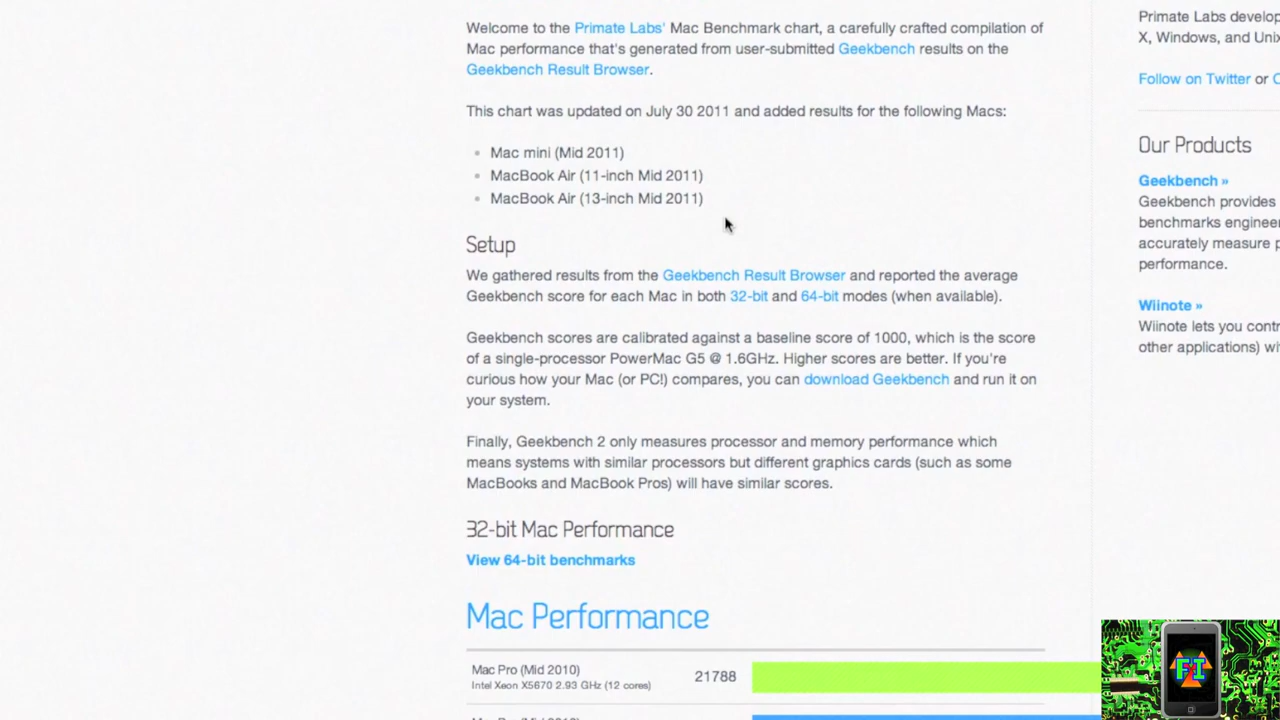 Welcome to the Primate Labs' Mac Benchmark chart, a carefully crafted compilation of
Mac performance that's generated from user-submitted Geekbench results on the
Geekbench Result Browser.
This chart was updated on July 30 2011 and added results for the following Macs:
Mac mini (Mid 2011)
MacBook Air (11-inch Mid 2011)
MacBook Air (13-inch Mid 2011)
Setup
We gathered results from the Geekbench Result Browser and reported the average
Geekbench score for each Mac in both 32-bit and 64-bit modes (when available).
Geekbench scores are calibrated against a baseline score of 1000, which is the score
of a single-processor PowerMac G5 @ 1.6GHz. Higher scores are better. If you're
curious how your Mac (or PC!) compares, you can download Geekbench and run it on
your system.
Finally, Geekbench 2 only measures processor and memory performance which
means systems with similar processors but different graphics cards (such as some
MacBooks and MacBook Pros) will have similar scores.
32-bit Mac Performance
View 64-bit benchmarks
Mac Performance
Mac Pro (Mid 2010)
Intel Xeon X5670 2.93 GHz (12 cores)
21788
Primate Labs develop
X, Windows, and Unix
Follow on Twitter or
Our Products
Geekbench »
Geekbench provides
benchmarks enginee
accurately measure p
performance.
Wiinote »
Wiinote lets you cont
other applications) wi